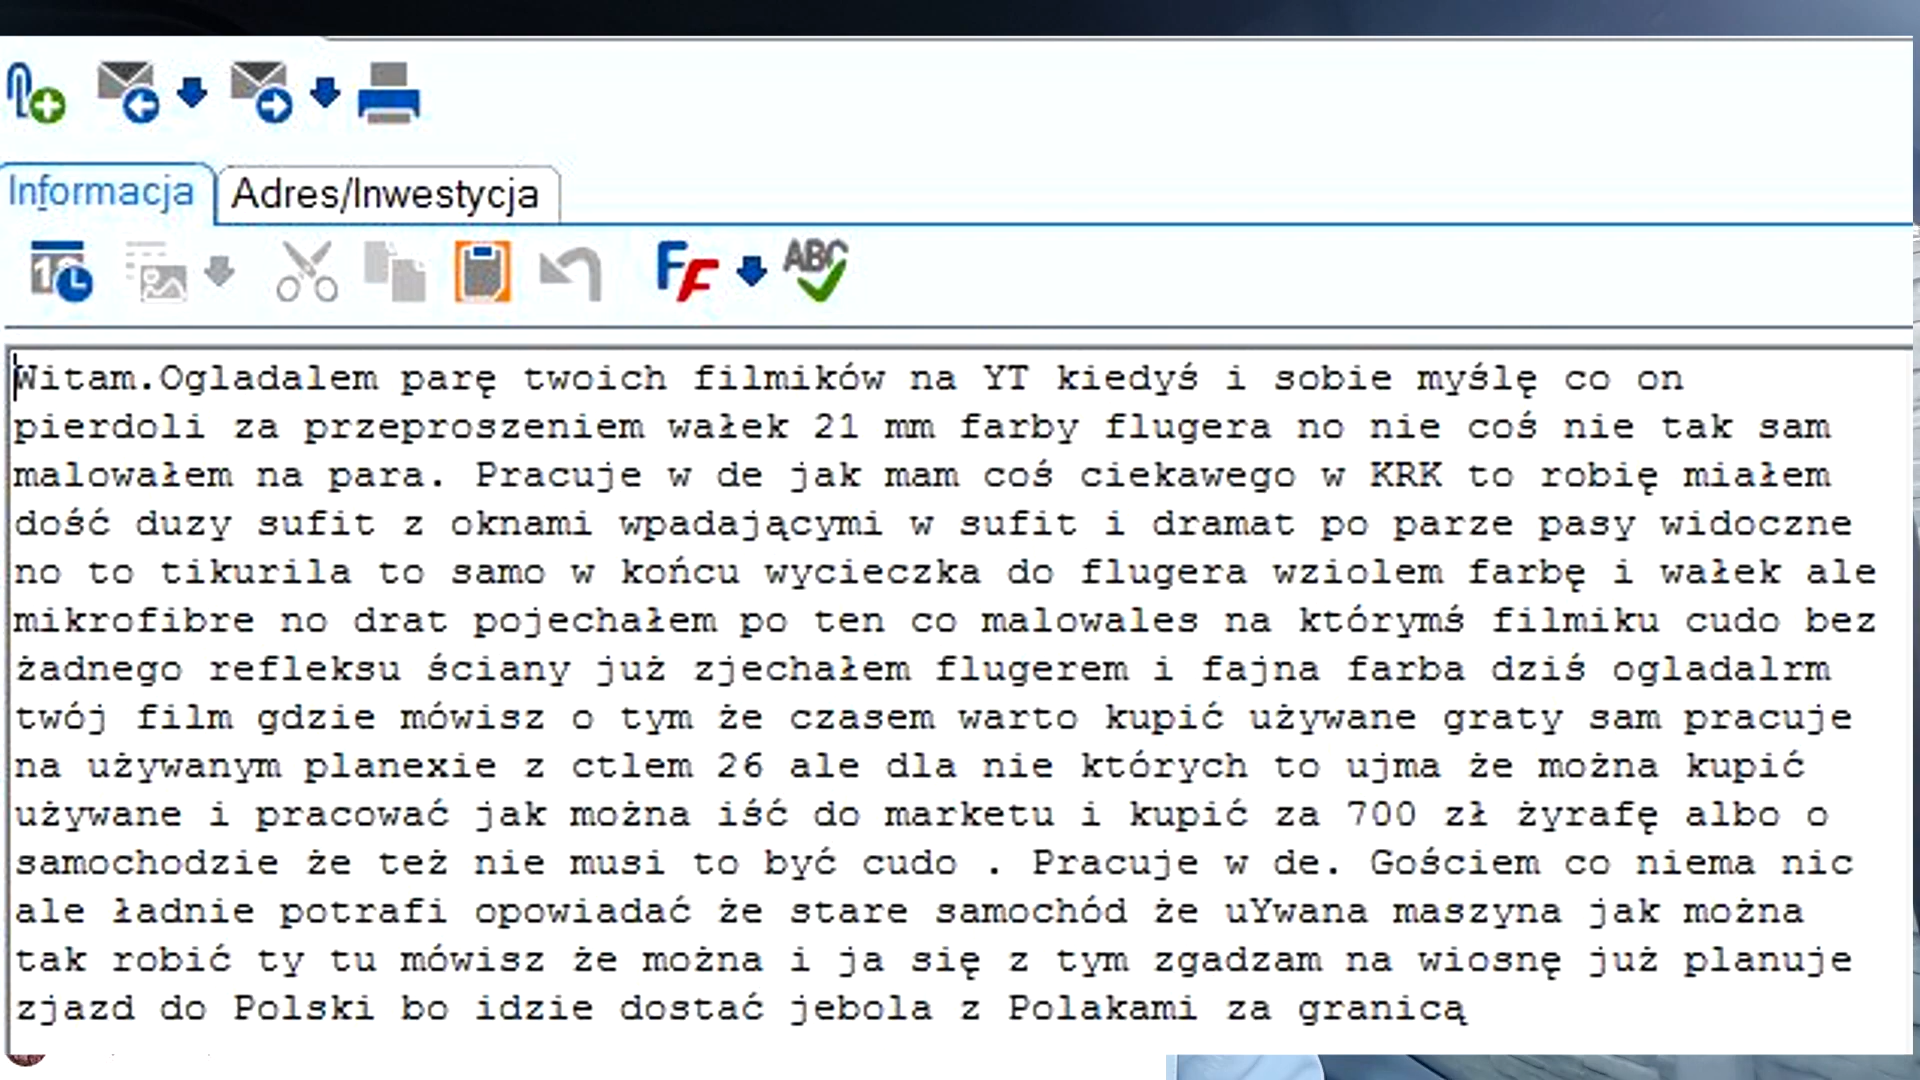 Informacja
Adres/Inwestycja
ABC
Witam.Ogladalem parę twoich filmików na YT kiedyś i sobie myślę co on
pierdoli za przeproszeniem wałek 21 mm farby flugera no nie coś nie tak sam
malowałem na para. Pracuje w de jak mam coś ciekawego w KRK to robię miałem
dość duzy sufit z oknami wpadającymi w sufit i dramat po parze pasy widoczne
no to tikurila to samo w końcu wycieczka do flugera wziolem farbę i wałek ale
mikrofibre no drat pojechałem po ten co malowales na którymś filmiku cudo bez
żadnego refleksu ściany już zjechałem flugerem i fajna farba dziś ogladalrm
twój film gdzie mówisz o tym że czasem warto kupić używane graty sam pracuje
na używanym planexie z ctlem 26 ale dla nie których to ujma że można kupić
używane i pracować jak można iść do marketu i kupić za 700 zł żyrafę albo o
samochodzie że też nie musi to być cudo . Pracuje w de. Gościem co niema nic
ale ładnie potrafi opowiadać że stare samochód że uYwana maszyna jak można
tak robić ty tu mówisz że można i ja się z tym zgadzam na wiosnę już planuje
zjazd do Polski bo idzie dostać jebola z Polakami za granicą